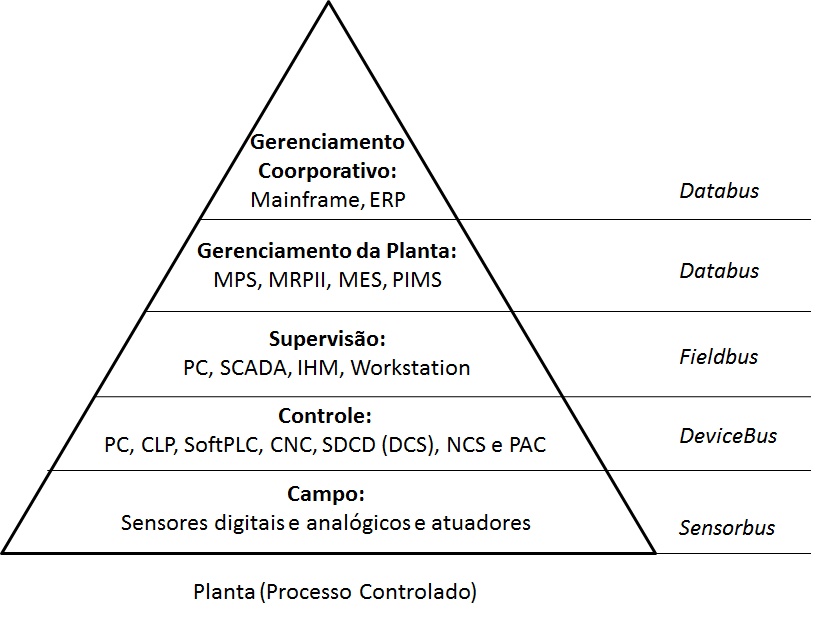 Gerenciamento
Coorporativo:
Mainframe, ERP
Databus
Gerenciamento da Planta:
MPS, MRPII, MES, PIMS
Databus
Supervisão:
PC, SCADA, IHM, Workstation
Fieldbus
Controle:
PC, CLP, SoftPLC, CNC, SDCD (DCS), NCS e PAC
DeviceBus
Campo:
Sensores digitais e analógicos e atuadores
Sensorbus
Planta (Processo Controlado)